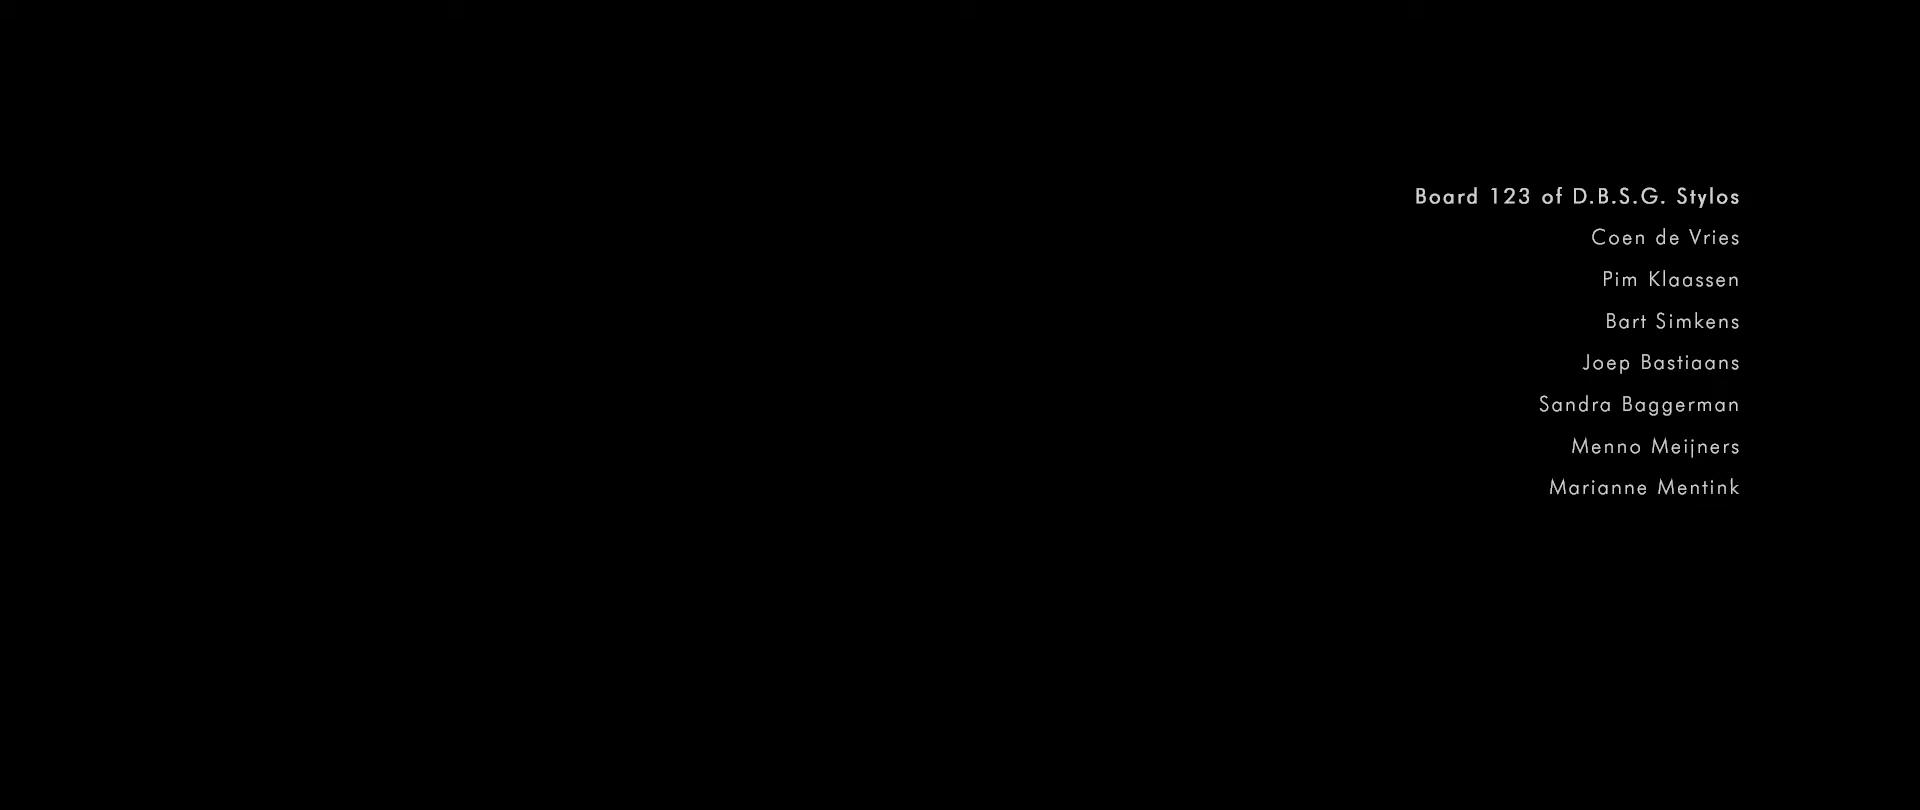 Board 123 of D.B.S.G. Stylos
Coen de Vries
Pim Klaassen
Bart Simkens
Joep Bastiaans
Sandra Baggerman
Menno Meijners
Marianne Mentink